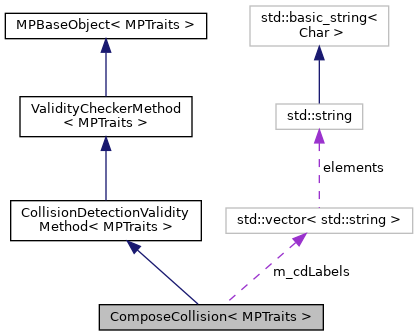 MPBaseObject< MPTraits >
std::basic_string<
Char >
ValidityCheckerMethod
< MPTraits >
std::string
elements
CollisionDetectionValidity
Method< MPTraits >
std::vector< std::string >
m_cdLabels
ComposeCollision< MPTraits >